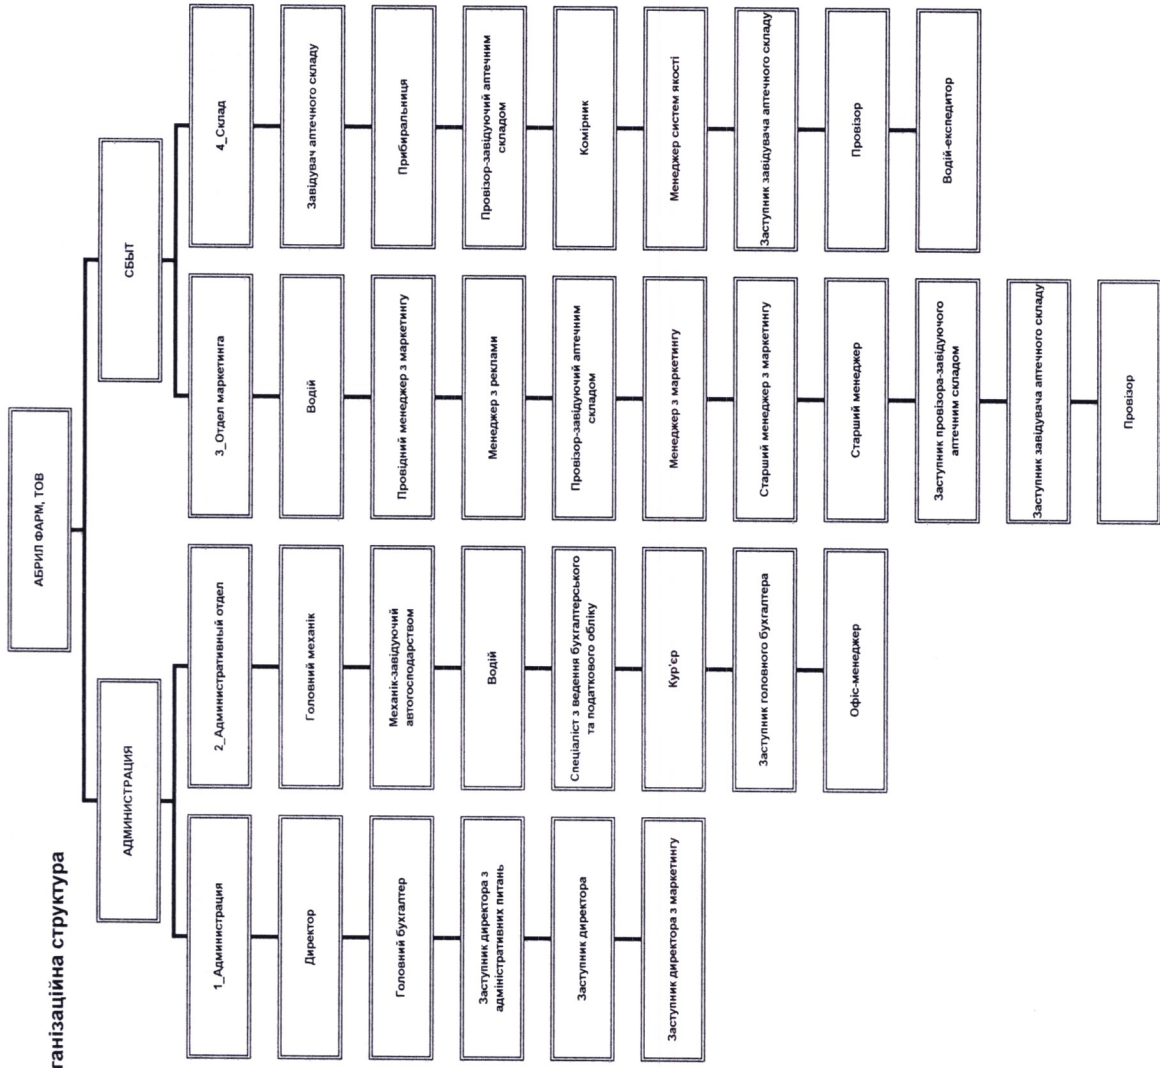 ганізаційна структура
АБРИЛ ФАРМ, ТОВ
АДМИНИСТРАЦИЯ
СБЫТ
1_Администрация
Директор
Головний бухгалтер
Заступник директора з
адміністративних питань
Заступник директора
Заступник директора з маркетингу
2_Административный отдел
Головний механік
Механік-завідуючий
автогосподарством
Водій
Спеціаліст з ведення бухгалтерського
та податкового обліку
Кур'єр
Заступник головного бухгалтера
Офіс-менеджер
3_Отдел маркетинга
Водій
Провідний менеджер з маркетингу
Менеджер з реклами
Провізор-завідуючий аптечним
складом
Менеджер з маркетингу
Старший менеджер з маркетингу
Старший менеджер
Заступник провізора-завідуючого
аптечним складом
Заступник завідувача аптечного складу
Провізор
4_Склад
Завідувач аптечного складу
Прибиральниця
Провізор-завідуючий аптечним
складом
Комірник
Менеджер систем якості
Заступник завідувача аптечного складу
Провізор
Водій-експедитор